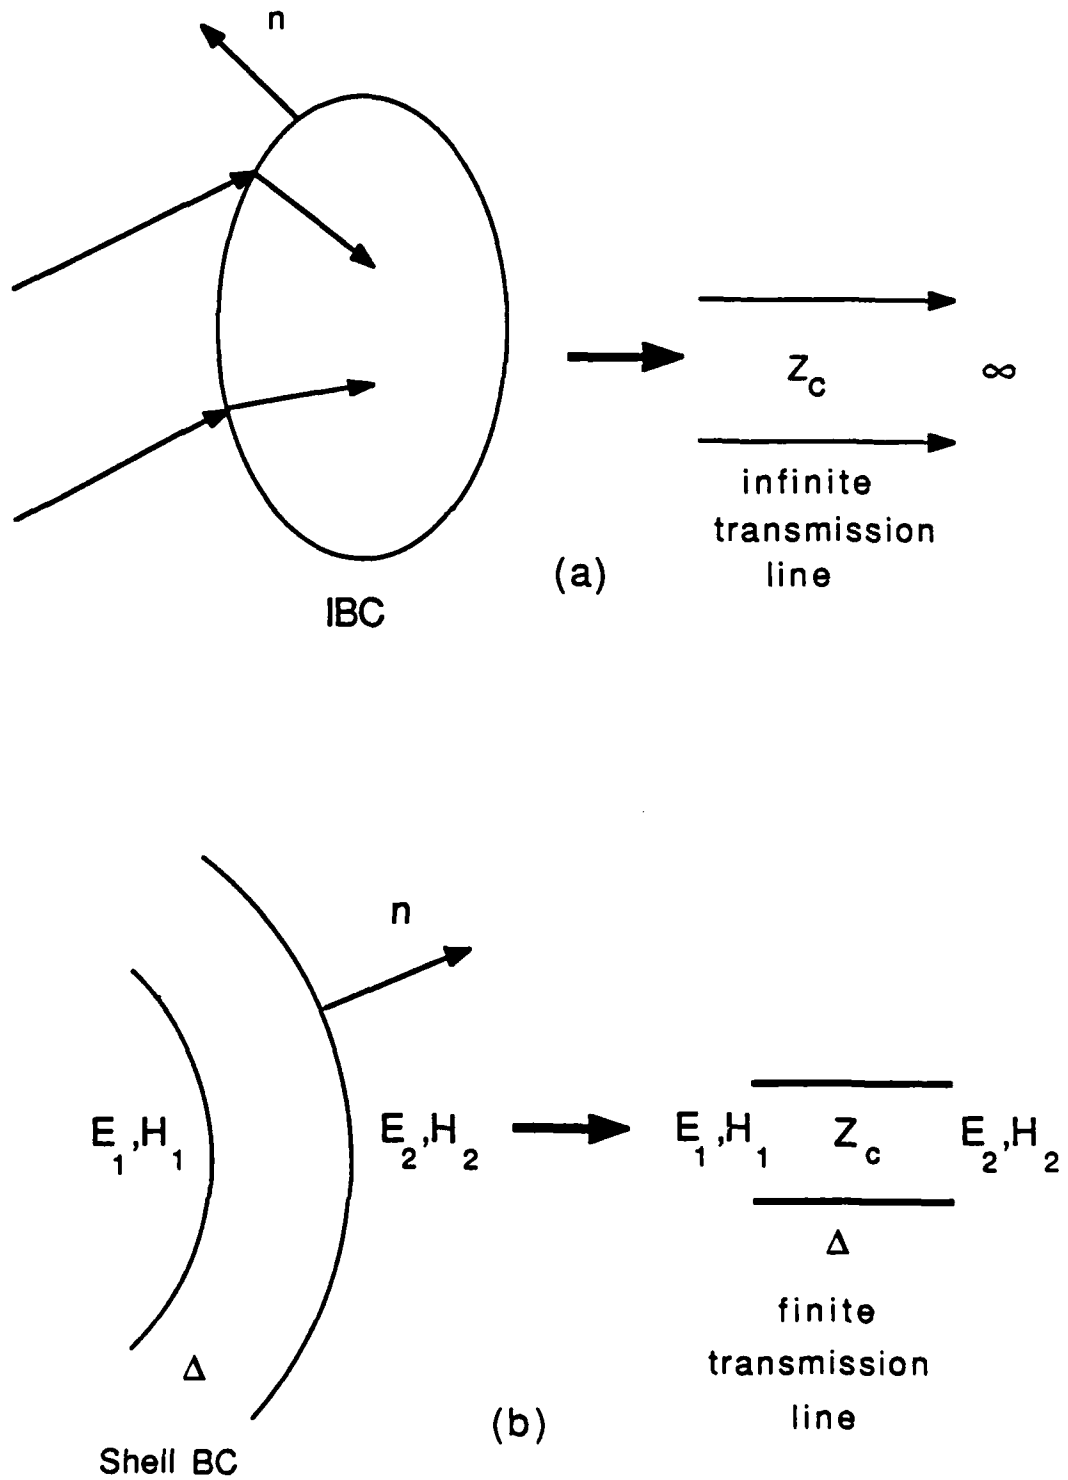 n
Z_c ∞
infinite
transmission
line
(a)
IBC
n
E_1,H_1 E_2,H_2 E_1,H_1 Z_c E_2,H_2
Δ
finite
transmission
line
Δ
(b)
Shell BC